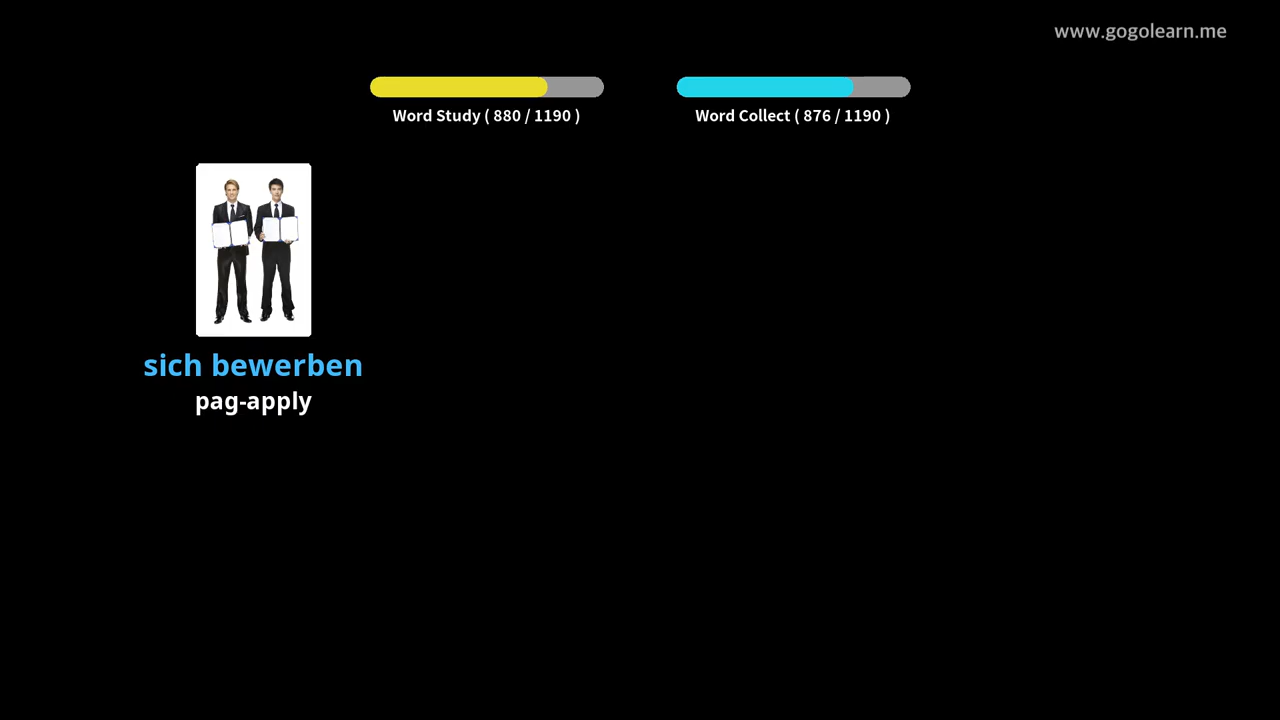 www.gogolearn.me
Word Study ( 880 / 1190 )
Word Collect ( 876 / 1190 )
sich bewerben
pag-apply